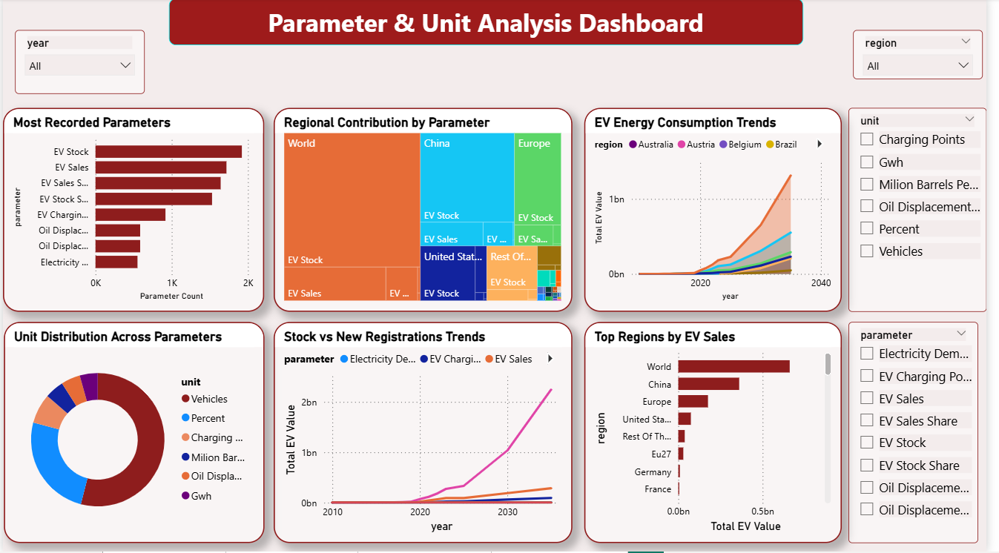 Parameter & Unit Analysis Dashboard
year
All
region
All
Most Recorded Parameters
parameter
EV Stock
EV Sales
EV Sales S...
EV Stock S...
EV Chargin...
Oil Displac...
Oil Displac...
Electricity ...
0K 1K 2K
Parameter Count
Regional Contribution by Parameter
World
EV Stock
EV Sales
EV ...
China
EV Stock
EV Sales
EV ...
Europe
EV Stock
EV Sa...
United Stat...
EV Stock
Rest Of...
EV Stock
EV Energy Consumption Trends
region Australia Austria Belgium Brazil
Total EV Value
1bn
0bn
2020 2040
year
unit
Charging Points
Gwh
Milion Barrels Pe...
Oil Displacement...
Percent
Vehicles
Unit Distribution Across Parameters
unit
Vehicles
Percent
Charging ...
Milion Bar...
Oil Displa...
Gwh
Stock vs New Registrations Trends
parameter Electricity De... EV Chargi... EV Sales
Total EV Value
2bn
1bn
0bn
2010 2020 2030
year
Top Regions by EV Sales
region
World
China
Europe
United Sta...
Rest Of Th...
Eu27
Germany
France
0.0bn 0.5bn
Total EV Value
parameter
Electricity Dem...
EV Charging Po...
EV Sales
EV Sales Share
EV Stock
EV Stock Share
Oil Displaceme...
Oil Displaceme...